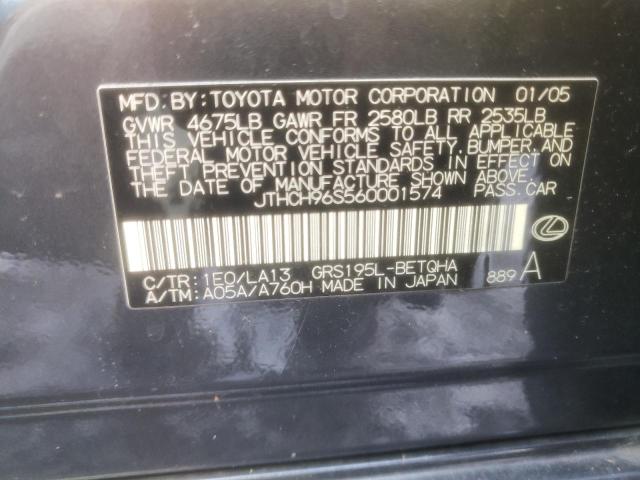 MFD. BY: TOYOTA MOTOR CORPORATION 01/05
GVWR 4675LB GAWR FR 2580LB RR 2535LB
THIS VEHICLE CONFORMS TO ALL APPLICABLE
FEDERAL MOTOR VEHICLE SAFETY, BUMPER, AND
THEFT PREVENTION STANDARDS IN EFFECT ON
THE DATE OF MANUFACTURE SHOWN ABOVE.
JTHCH96S560001574 PASS. CAR
C/TR: 1E0/LA13 GRS195L-BETQHA
A/TM: A05A/A760H MADE IN JAPAN 889 A